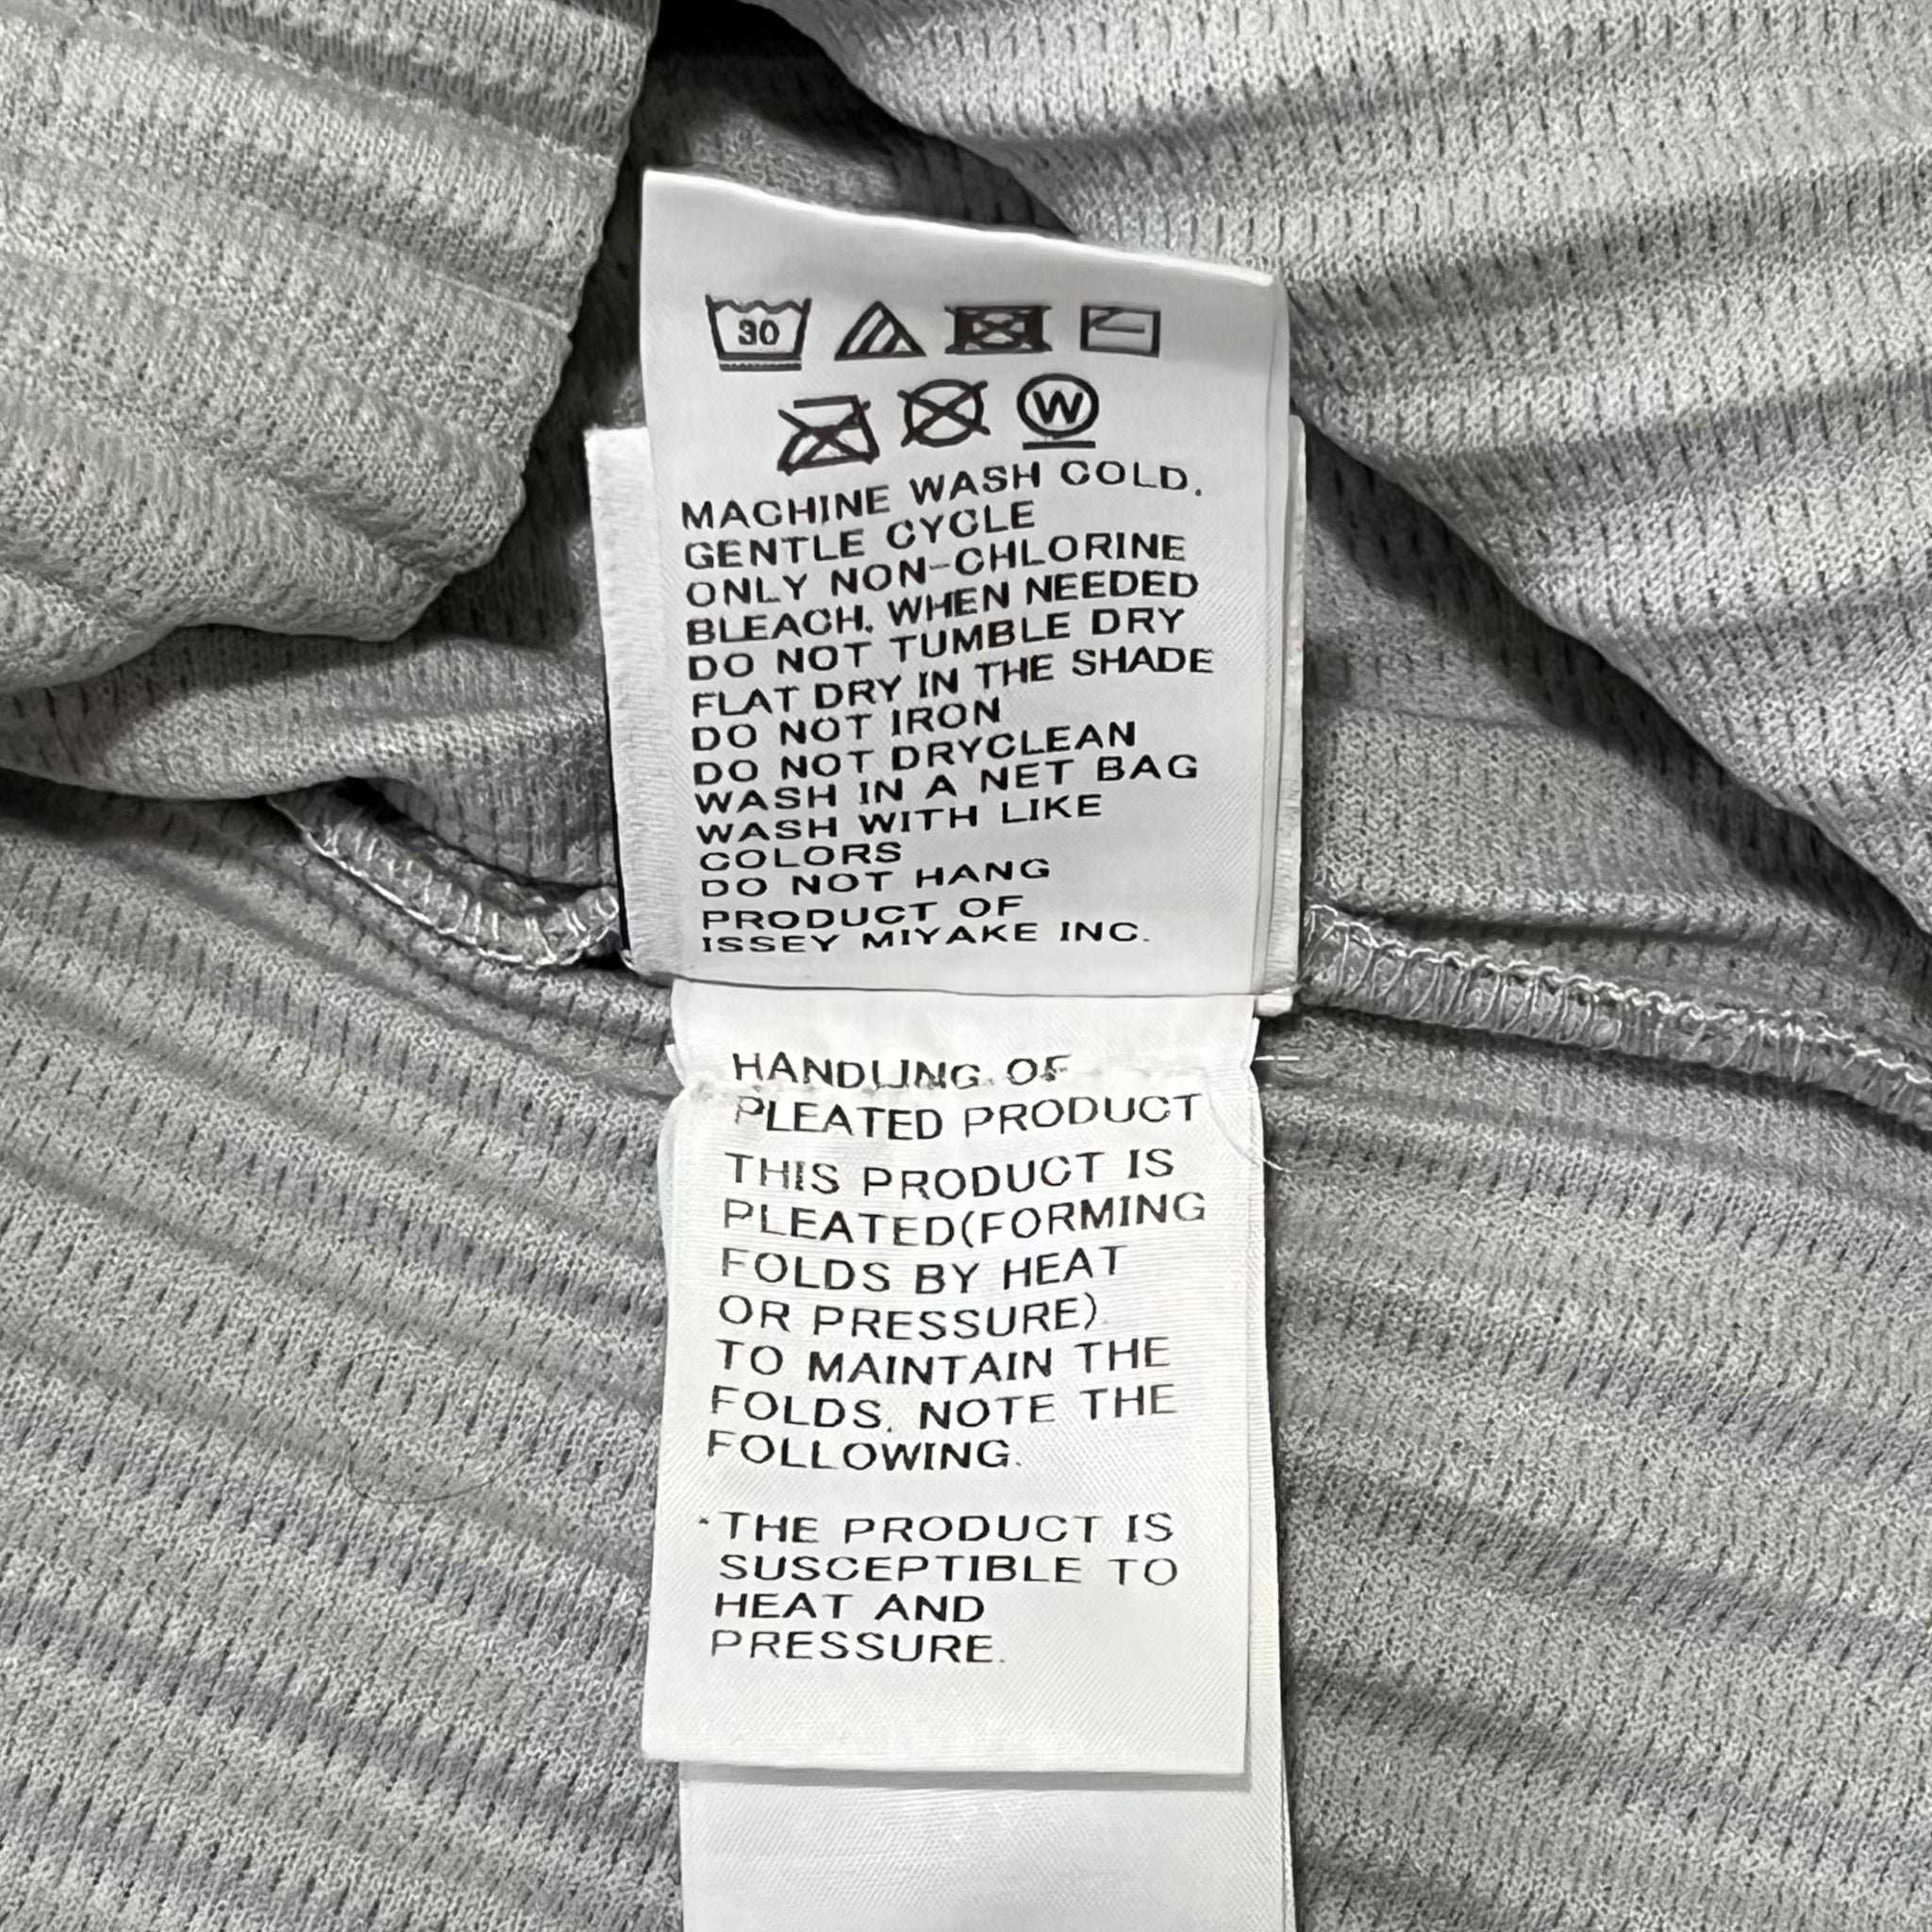 30
W
MACHINE WASH COLD,
GENTLE CYCLE
ONLY NON-CHLORINE
BLEACH, WHEN NEEDED
DO NOT TUMBLE DRY
FLAT DRY IN THE SHADE
DO NOT IRON
DO NOT DRYCLEAN
WASH IN A NET BAG
WASH WITH LIKE
COLORS
DO NOT HANG
PRODUCT OF
ISSEY MIYAKE INC.
HANDLING OF
PLEATED PRODUCT
THIS PRODUCT IS
PLEATED(FORMING
FOLDS BY HEAT
OR PRESSURE).
TO MAINTAIN THE
FOLDS, NOTE THE
FOLLOWING.
·THE PRODUCT IS
SUSCEPTIBLE TO
HEAT AND
PRESSURE.